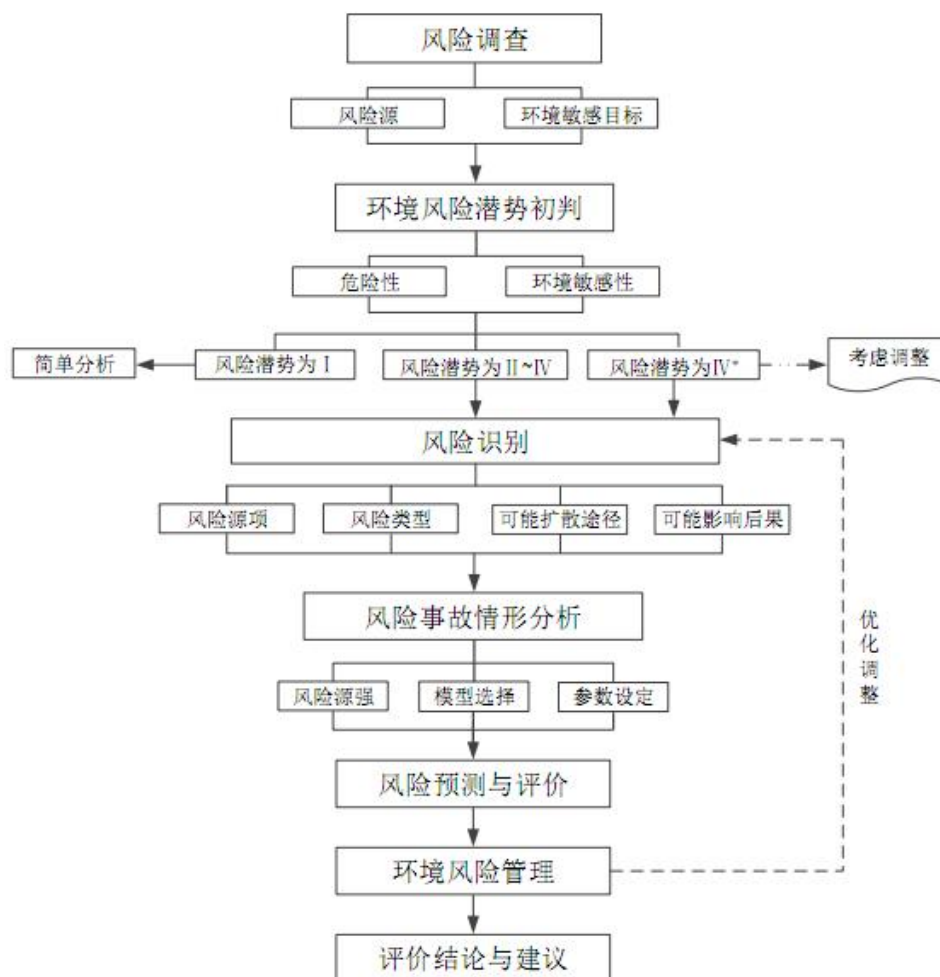 风险调查
风险源
环境敏感目标
环境风险潜势初判
危险性
环境敏感性
简单分析
风险潜势为Ⅰ
风险潜势为Ⅱ~Ⅳ
风险潜势为Ⅳ+
考虑调整
风险识别
风险源项
风险类型
可能扩散途径
可能影响后果
风险事故情形分析
优化调整
风险源强
模型选择
参数设定
风险预测与评价
环境风险管理
评价结论与建议